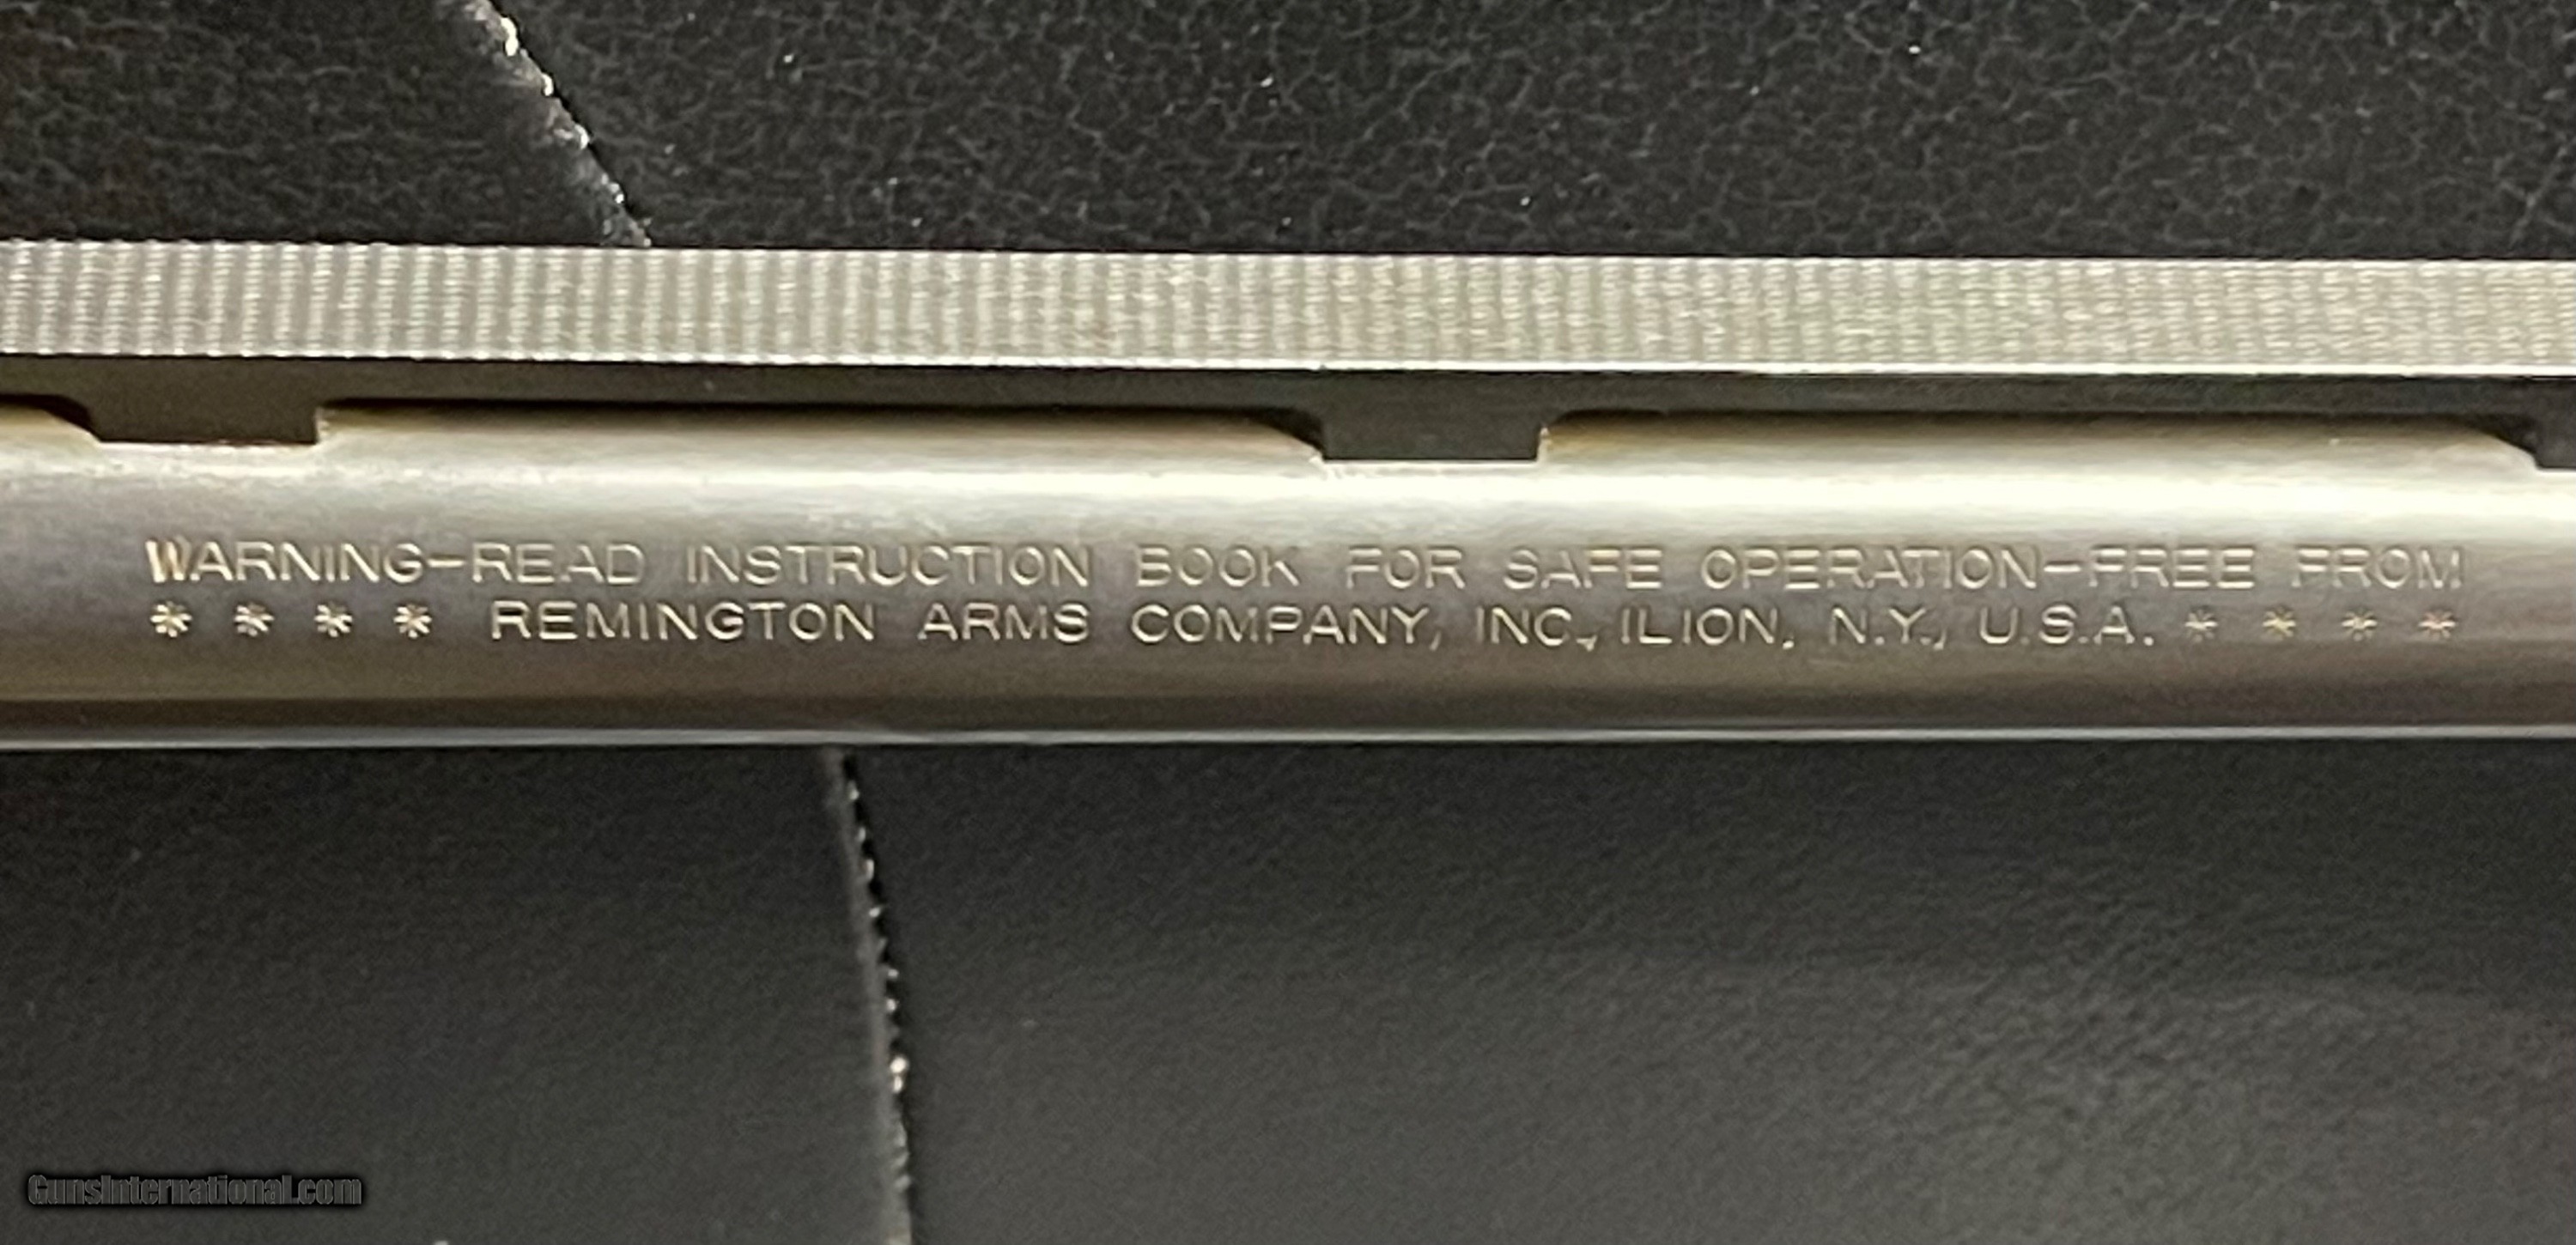 WARNING-READ INSTRUCTION BOOK FOR SAFE OPERATION-FREE FROM
* * * * REMINGTON ARMS COMPANY, INC., ILION, N.Y., U.S.A. * * * *
GunsInternational.com